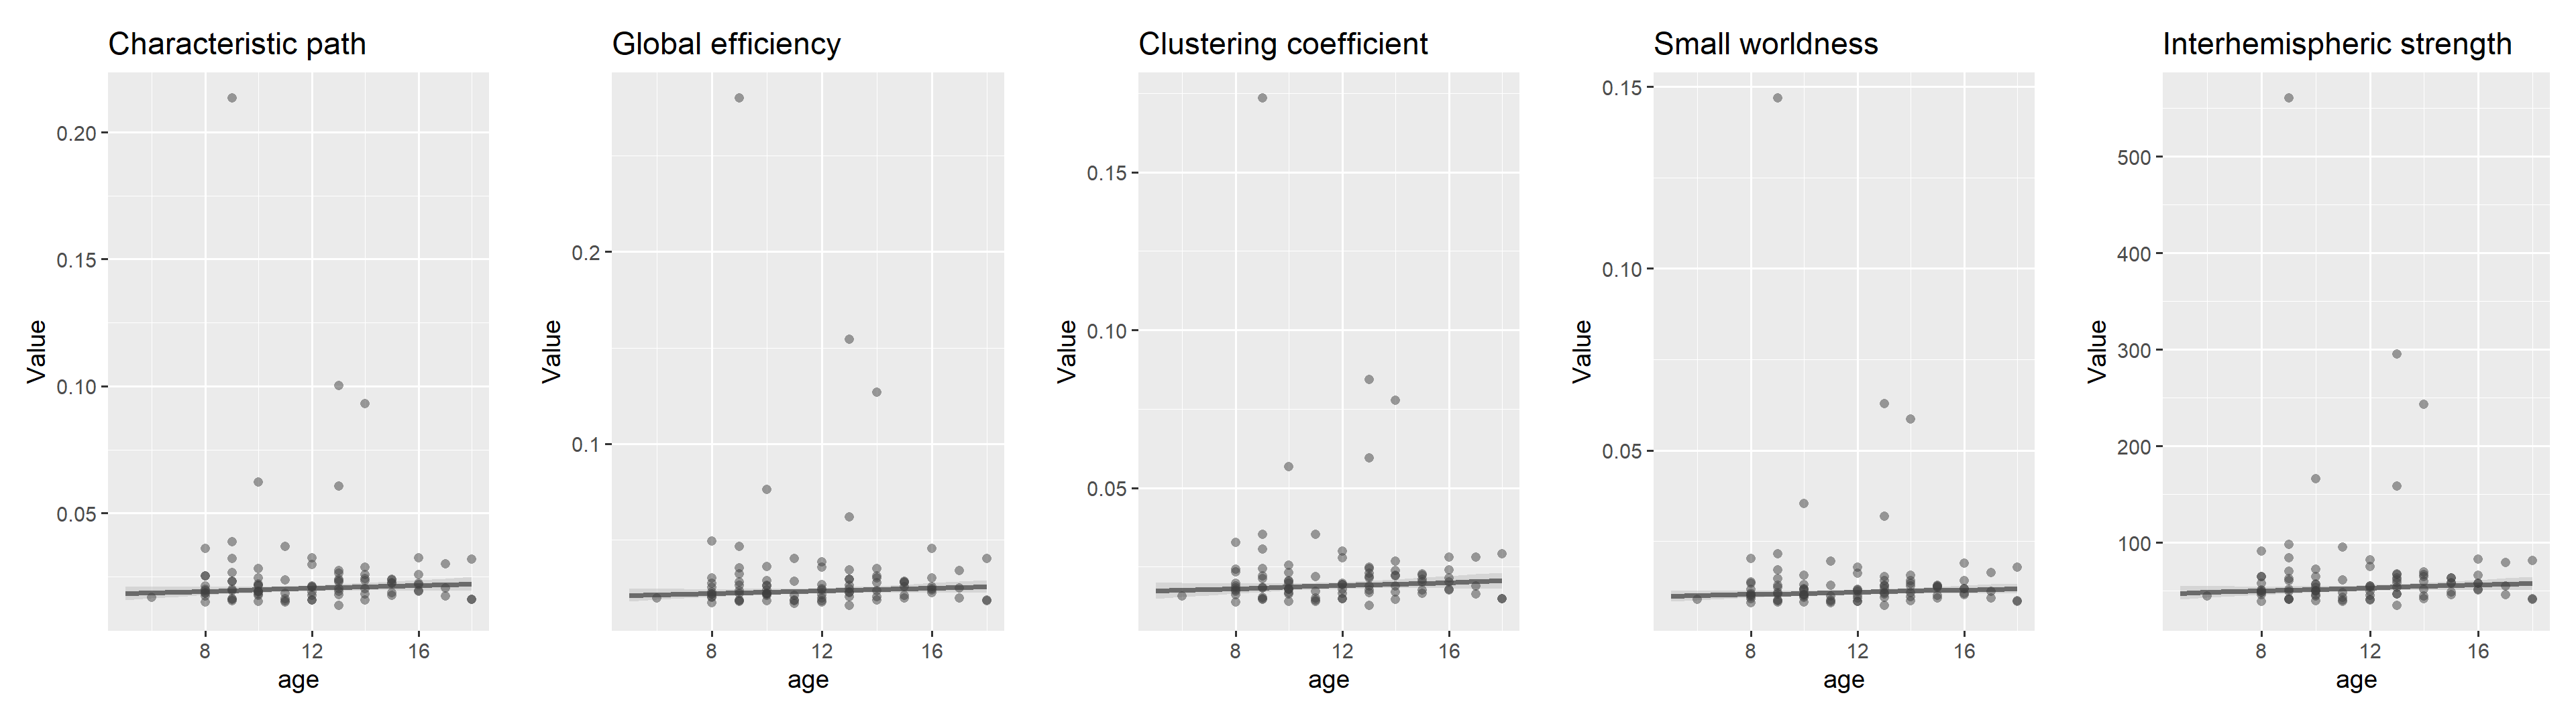 Characteristic path
Value
0.20
0.15
0.10
0.05
8 12 16
age
Global efficiency
Value
0.2
0.1
8 12 16
age
Clustering coefficient
Value
0.15
0.10
0.05
8 12 16
age
Small worldness
Value
0.15
0.10
0.05
8 12 16
age
Interhemispheric strength
Value
500
400
300
200
100
8 12 16
age